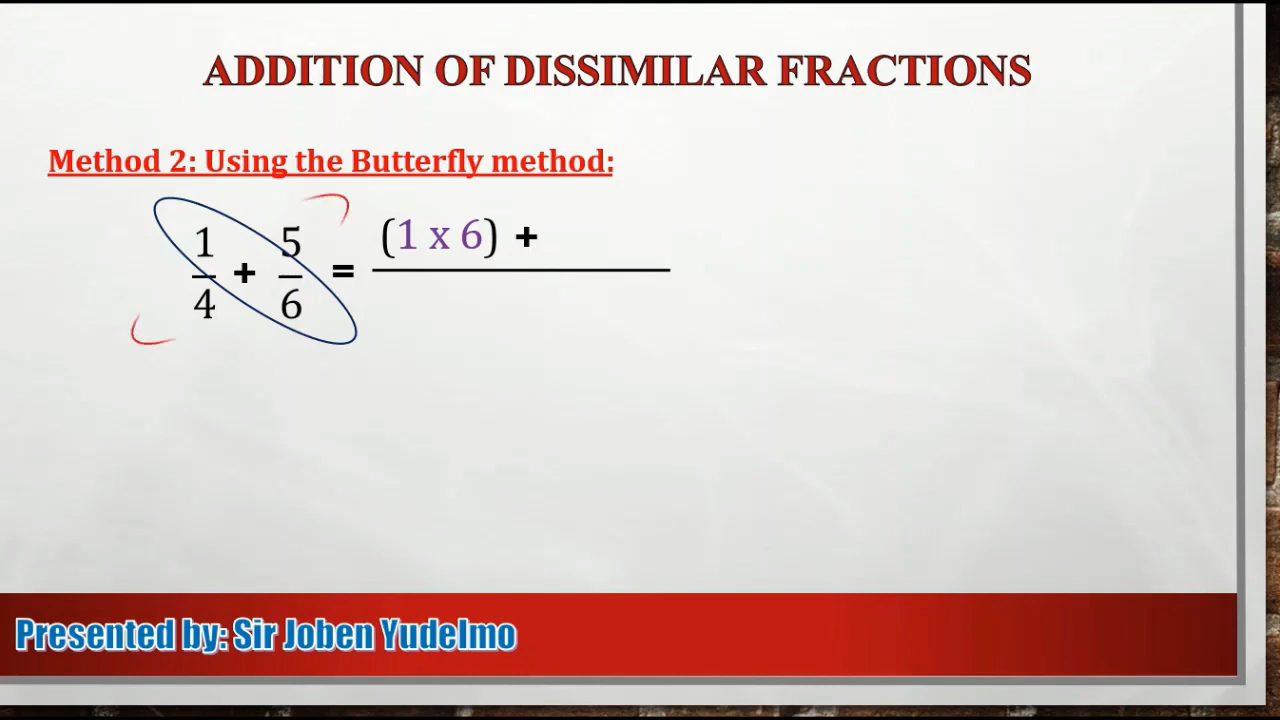 ADDITION OF DISSIMILAR FRACTIONS
Method 2: Using the Butterfly method:
1/4 + 5/6 = (1 x 6) +
Presented by: Sir Joben Yudelmo